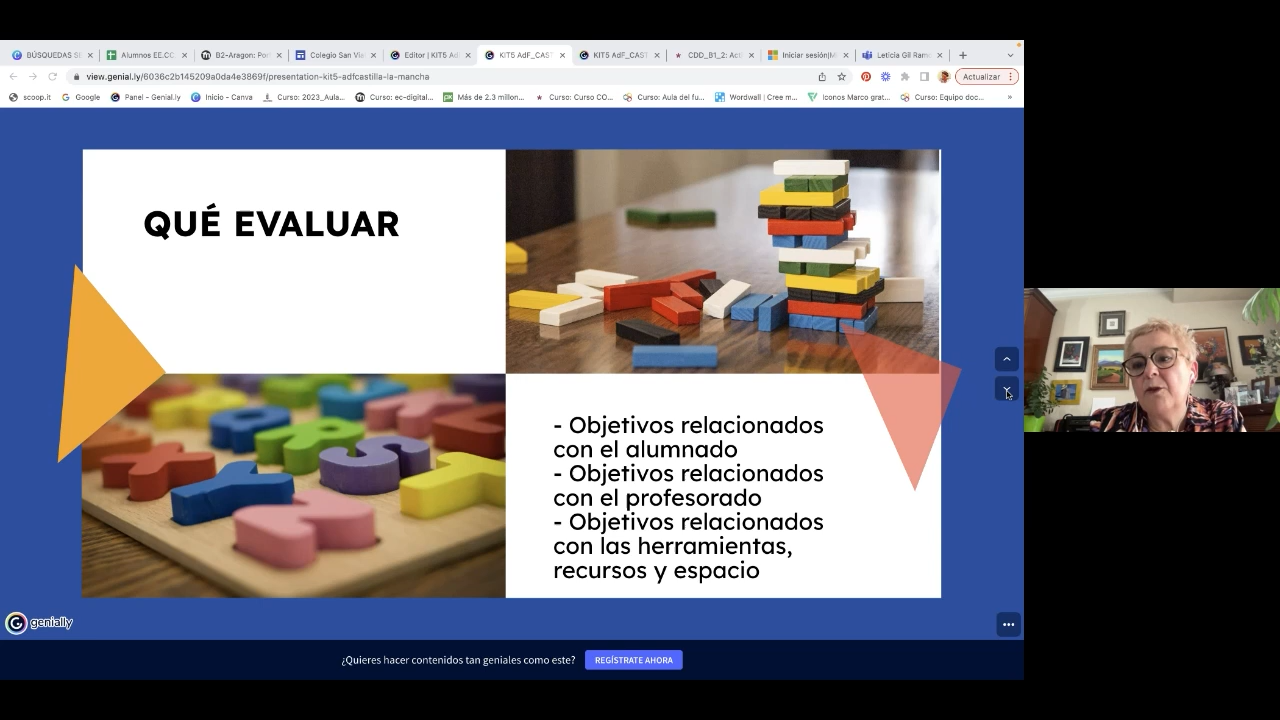 BÚSQUEDAS S
Alumnos EE.CC
B2-Aragon: Po
Colegio San Vi
Editor | KIT5 Ad
KIT5 AdF_CAST
KIT5 AdF_CAST
CDD_B1_2: Act
Iniciar sesión|M
Leticia Gil Ram
view.genial.ly/6036c2b145209a0da4e3869f/presentation-kit5-adfcastilla-la-mancha
Actualizar
scoop.it
Google
Panel - Genial.ly
Inicio - Canva
Curso: 2023_Aula...
Curso: ec-digital...
Más de 2.3 millon...
Curso: Curso CO...
Curso: Aula del fu...
Wordwall | Cree m...
Iconos Marco grat...
Curso: Equipo doc...
»
QUÉ EVALUAR
- Objetivos relacionados
con el alumnado
- Objetivos relacionados
con el profesorado
- Objetivos relacionados
con las herramientas,
recursos y espacio
genially
¿Quieres hacer contenidos tan geniales como este?
REGÍSTRATE AHORA